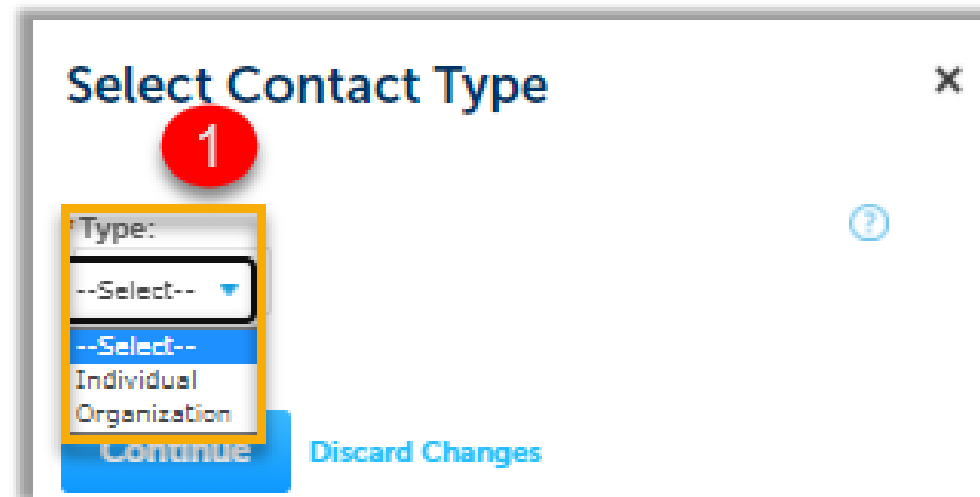 Select Contact Type
×
1
* Type:
?
--Select--
--Select--
Individual
Organization
Continue
Discard Changes